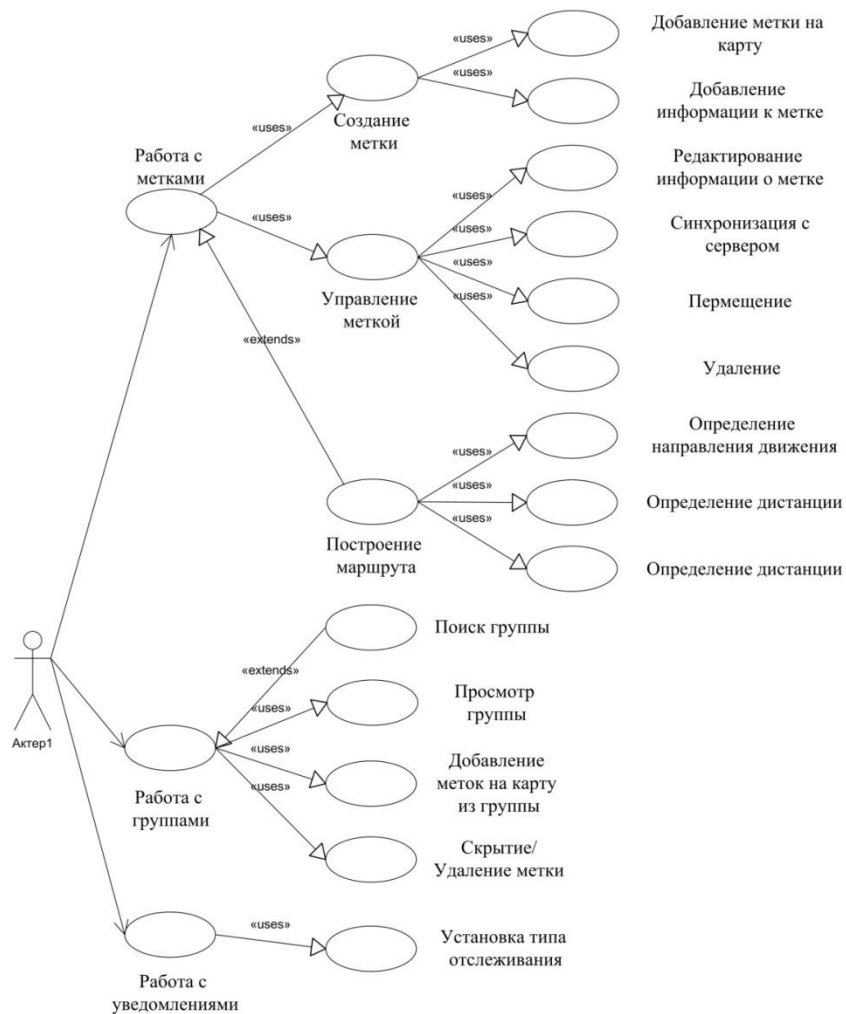 «uses»
Добавление метки на
карту
«uses»
Добавление
информации к метке
«uses»
Создание
метки
Работа с
метками
«uses»
Редактирование
информации о метке
«uses»
«uses»
Синхронизация с
сервером
«uses»
Управление
меткой
Пермещение
«uses»
«extends»
Удаление
«uses»
Определение
направления движения
«uses»
Определение дистанции
«uses»
Построение
маршрута
Определение дистанции
Поиск группы
«extends»
«uses»
Просмотр
группы
Актер1
«uses»
Добавление
меток на карту
из группы
«uses»
Работа с
группами
Скрытие/
Удаление метки
«uses»
Установка типа
отслеживания
Работа с
уведомлениями